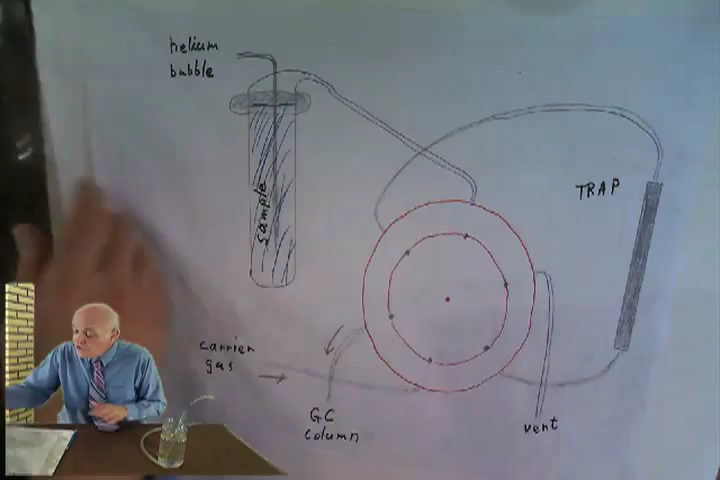 helium
bubble
sample
TRAP
carrier
gas
GC
column
vent